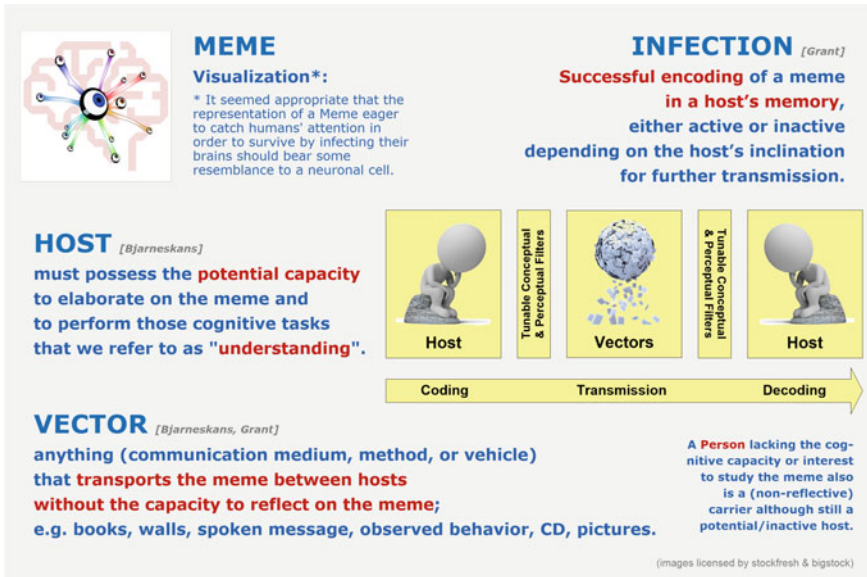 MEME
Visualization*:
* It seemed appropriate that the
representation of a Meme eager
to catch humans' attention in
order to survive by infecting their
brains should bear some
resemblance to a neuronal cell.
INFECTION [Grant]
Successful encoding of a meme
in a host's memory,
either active or inactive
depending on the host's inclination
for further transmission.
HOST [Bjarneskans]
must possess the potential capacity
to elaborate on the meme and
to perform those cognitive tasks
that we refer to as "understanding".
Host
Tunable Conceptual
& Perceptual Filters
Vectors
Tunable Conceptual
& Perceptual Filters
Host
Coding
Transmission
Decoding
VECTOR [Bjarneskans, Grant]
anything (communication medium, method, or vehicle)
that transports the meme between hosts
without the capacity to reflect on the meme;
e.g. books, walls, spoken message, observed behavior, CD, pictures.
A Person lacking the cog-
nitive capacity or interest
to study the meme also
is a (non-reflective)
carrier although still a
potential/inactive host.
(images licensed by stockfresh & bigstock)